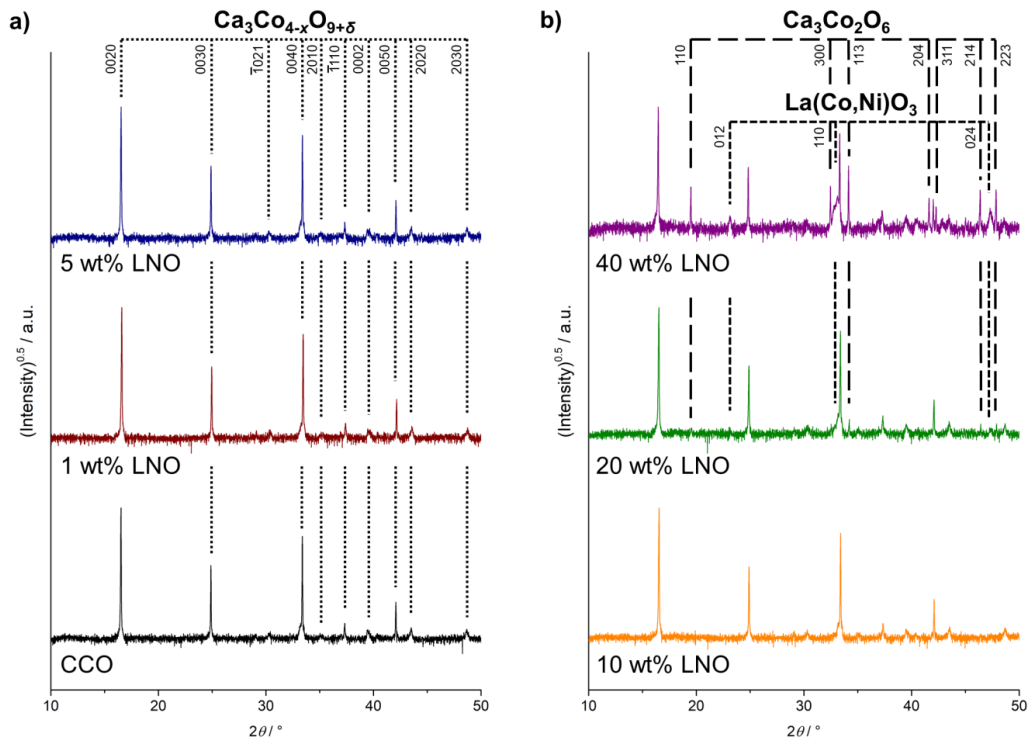 a)
Ca₃Co₄₋ₓO₉₊δ
0020
0030
1̄021
0040
2010
1̄110
0002
0050
2020
2030
(Intensity)⁰·⁵ / a.u.
5 wt% LNO
1 wt% LNO
CCO
10 20 30 40 50
2θ / °
b)
Ca₃Co₂O₆
110
300
113
204
311
214
223
La(Co,Ni)O₃
012
110
024
(Intensity)⁰·⁵ / a.u.
40 wt% LNO
20 wt% LNO
10 wt% LNO
10 20 30 40 50
2θ / °